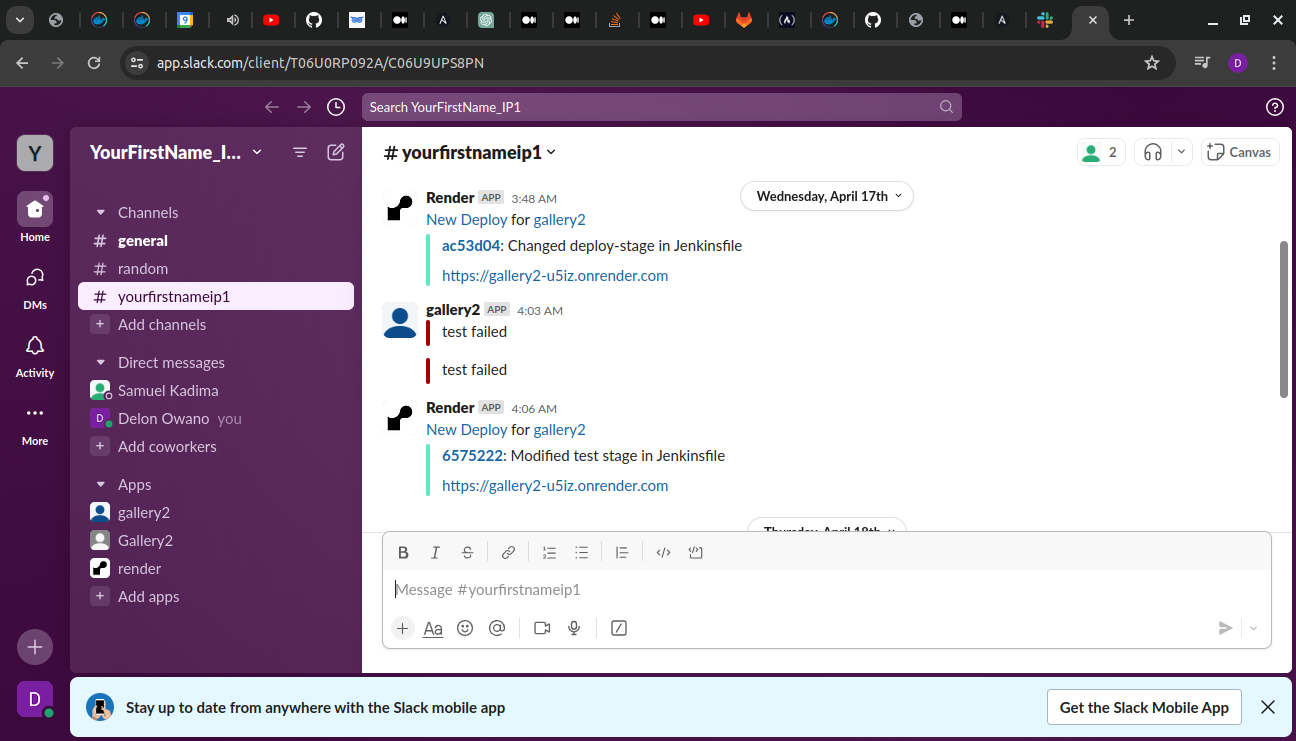 9
app.slack.com/client/T06U0RP092A/C06U9UPS8PN
D
Search YourFirstName_IP1
Y
Home
DMs
Activity
More
D
YourFirstName_I...
Channels
# general
# random
# yourfirstnameip1
+ Add channels
Direct messages
Samuel Kadima
D Delon Owano you
+ Add coworkers
Apps
gallery2
Gallery2
render
+ Add apps
# yourfirstnameip1
2
Canvas
Wednesday, April 17th
Render APP 3:48 AM
New Deploy for gallery2
ac53d04: Changed deploy-stage in Jenkinsfile
https://gallery2-u5iz.onrender.com
gallery2 APP 4:03 AM
test failed
test failed
Render APP 4:06 AM
New Deploy for gallery2
6575222: Modified test stage in Jenkinsfile
https://gallery2-u5iz.onrender.com
Thursday, April 18th
B I S
Message #yourfirstnameip1
+ Aa @
Stay up to date from anywhere with the Slack mobile app
Get the Slack Mobile App